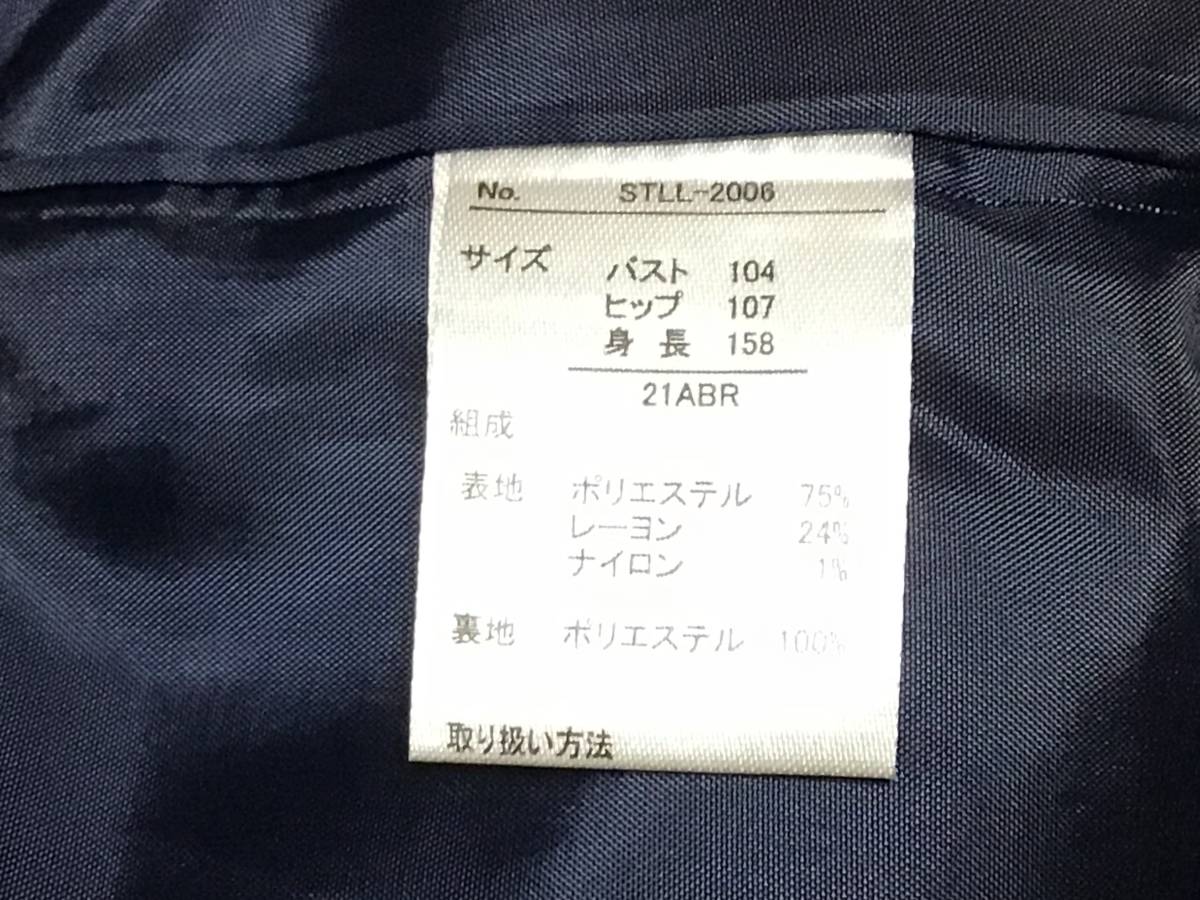 No. STLL-2006
サイズ バスト 104
ヒップ 107
身長 158
21ABR
組成
表地 ポリエステル 75%
レーヨン 24%
ナイロン 1%
裏地 ポリエステル 100%
取り扱い方法